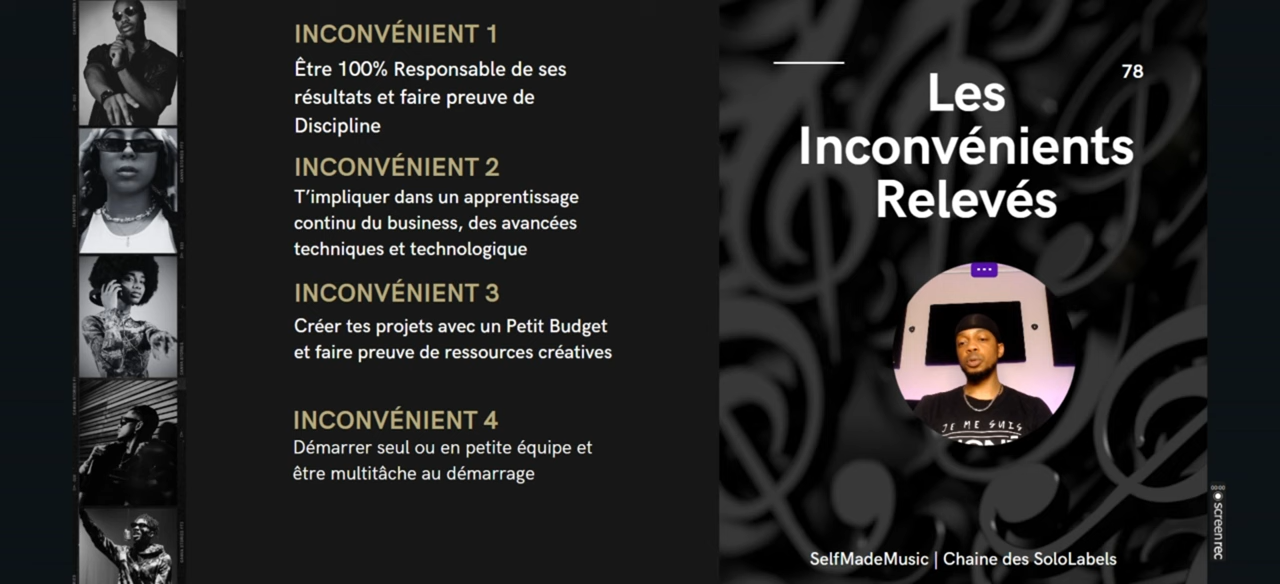 INCONVÉNIENT 1
Être 100% Responsable de ses
résultats et faire preuve de
Discipline
INCONVÉNIENT 2
T'impliquer dans un apprentissage
continu du business, des avancées
techniques et technologique
INCONVÉNIENT 3
Créer tes projets avec un Petit Budget
et faire preuve de ressources créatives
INCONVÉNIENT 4
Démarrer seul ou en petite équipe et
être multitâche au démarrage
78
Les
Inconvénients
Relevés
JE ME SUIS
SelfMadeMusic | Chaine des SoloLabels
00:00
screenrec